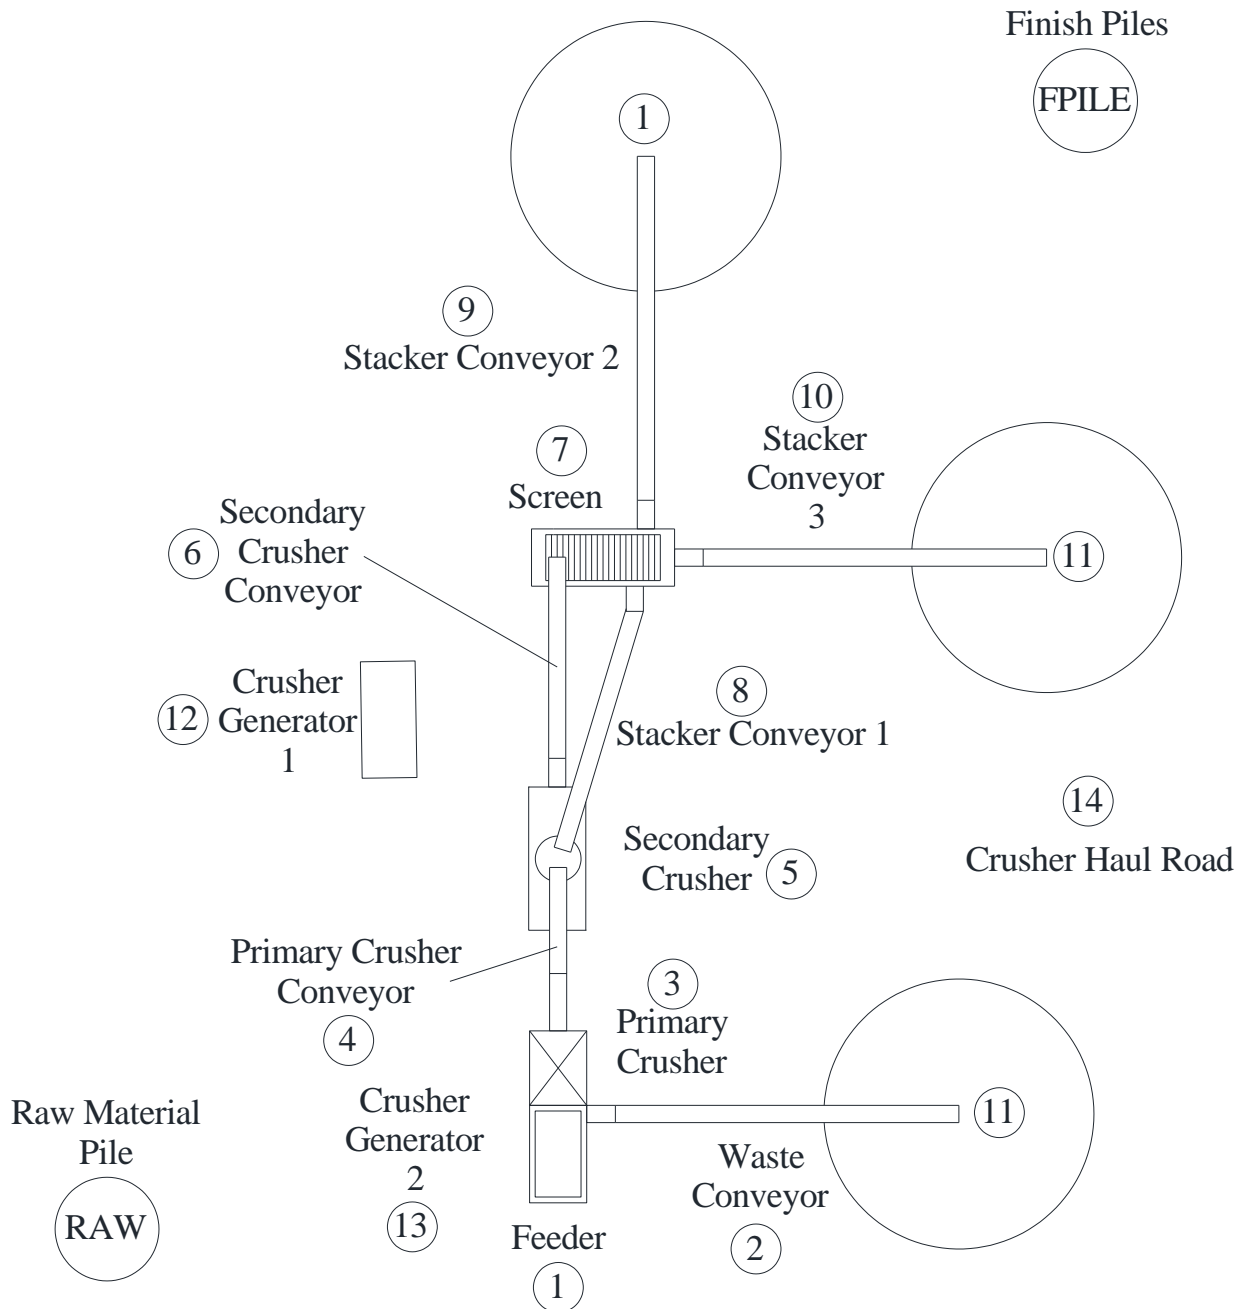 Finish Piles
FPILE
1
9
Stacker Conveyor 2
10
Stacker
Conveyor
3
7
Screen
6
Secondary
Crusher
Conveyor
11
12
Crusher
Generator
1
8
Stacker Conveyor 1
14
Crusher Haul Road
Secondary
Crusher
5
Primary Crusher
Conveyor
4
3
Primary
Crusher
11
Raw Material
Pile
RAW
Crusher
Generator
2
13
Waste
Conveyor
2
Feeder
1